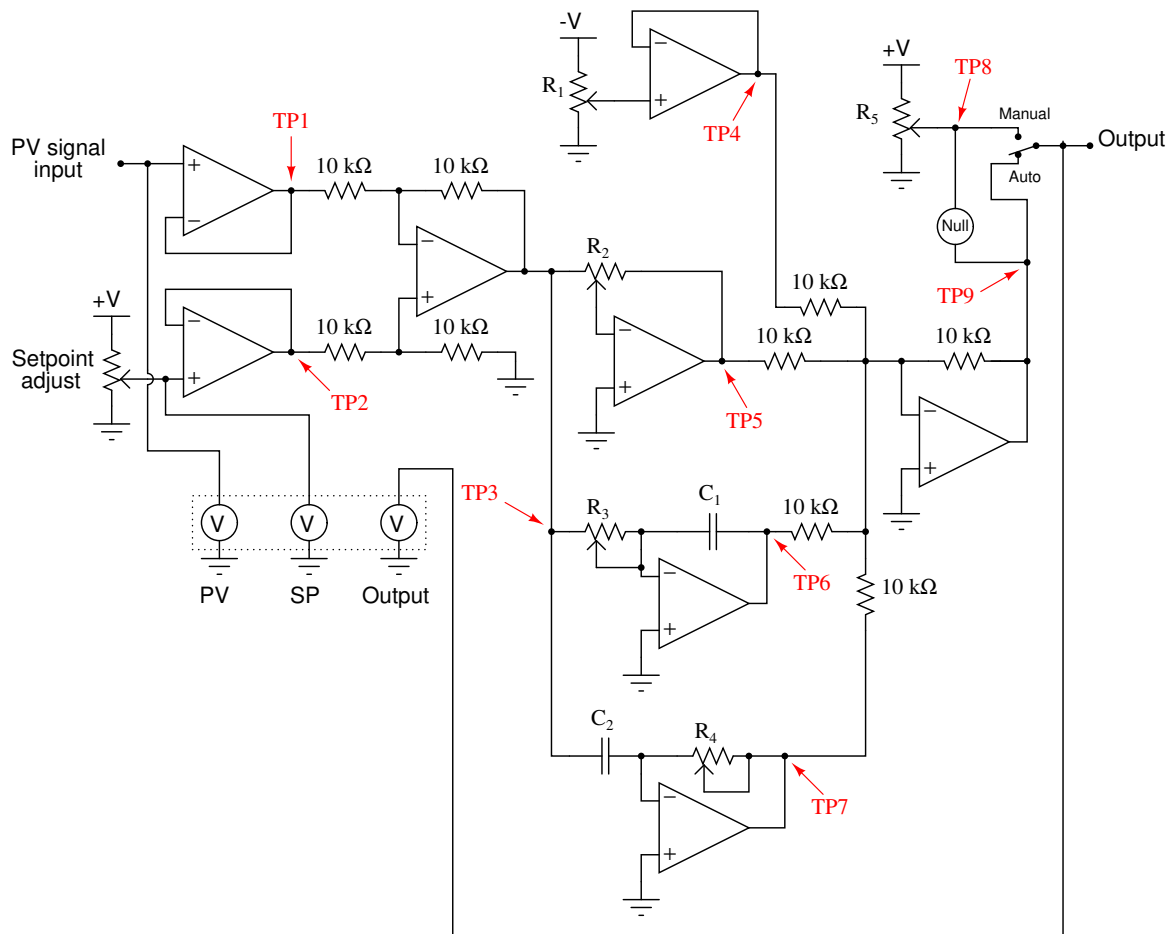 -V
R1
TP4
+V
TP8
R5
Manual
Output
Auto
Null
TP9
PV signal
input
TP1
10 kΩ
10 kΩ
+V
Setpoint
adjust
10 kΩ
10 kΩ
TP2
R2
10 kΩ
10 kΩ
10 kΩ
TP5
TP3
R3
C1
10 kΩ
TP6
10 kΩ
V
V
V
PV
SP
Output
C2
R4
TP7